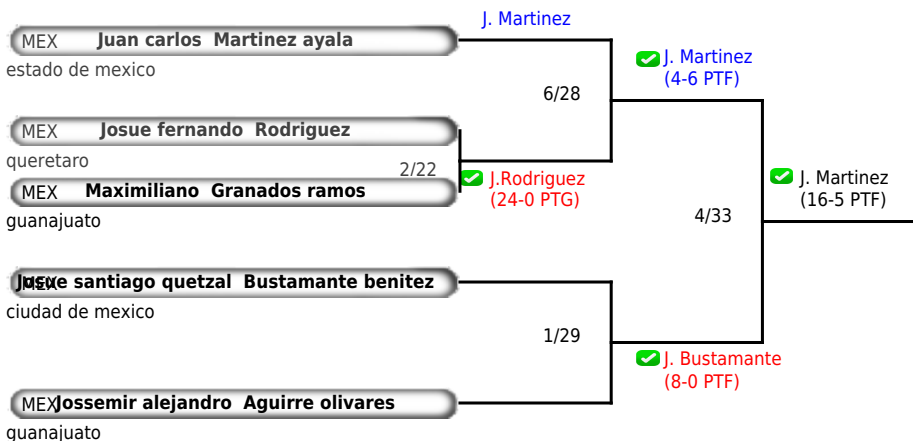 J. Martinez
MEX Juan carlos Martinez ayala
estado de mexico
J. Martinez
(4-6 PTF)
6/28
MEX Josue fernando Rodriguez
queretaro
2/22
MEX Maximiliano Granados ramos
guanajuato
J.Rodriguez
(24-0 PTG)
J. Martinez
(16-5 PTF)
4/33
MEX Josue santiago quetzal Bustamante benitez
ciudad de mexico
1/29
J. Bustamante
(8-0 PTF)
MEX Jossemir alejandro Aguirre olivares
guanajuato